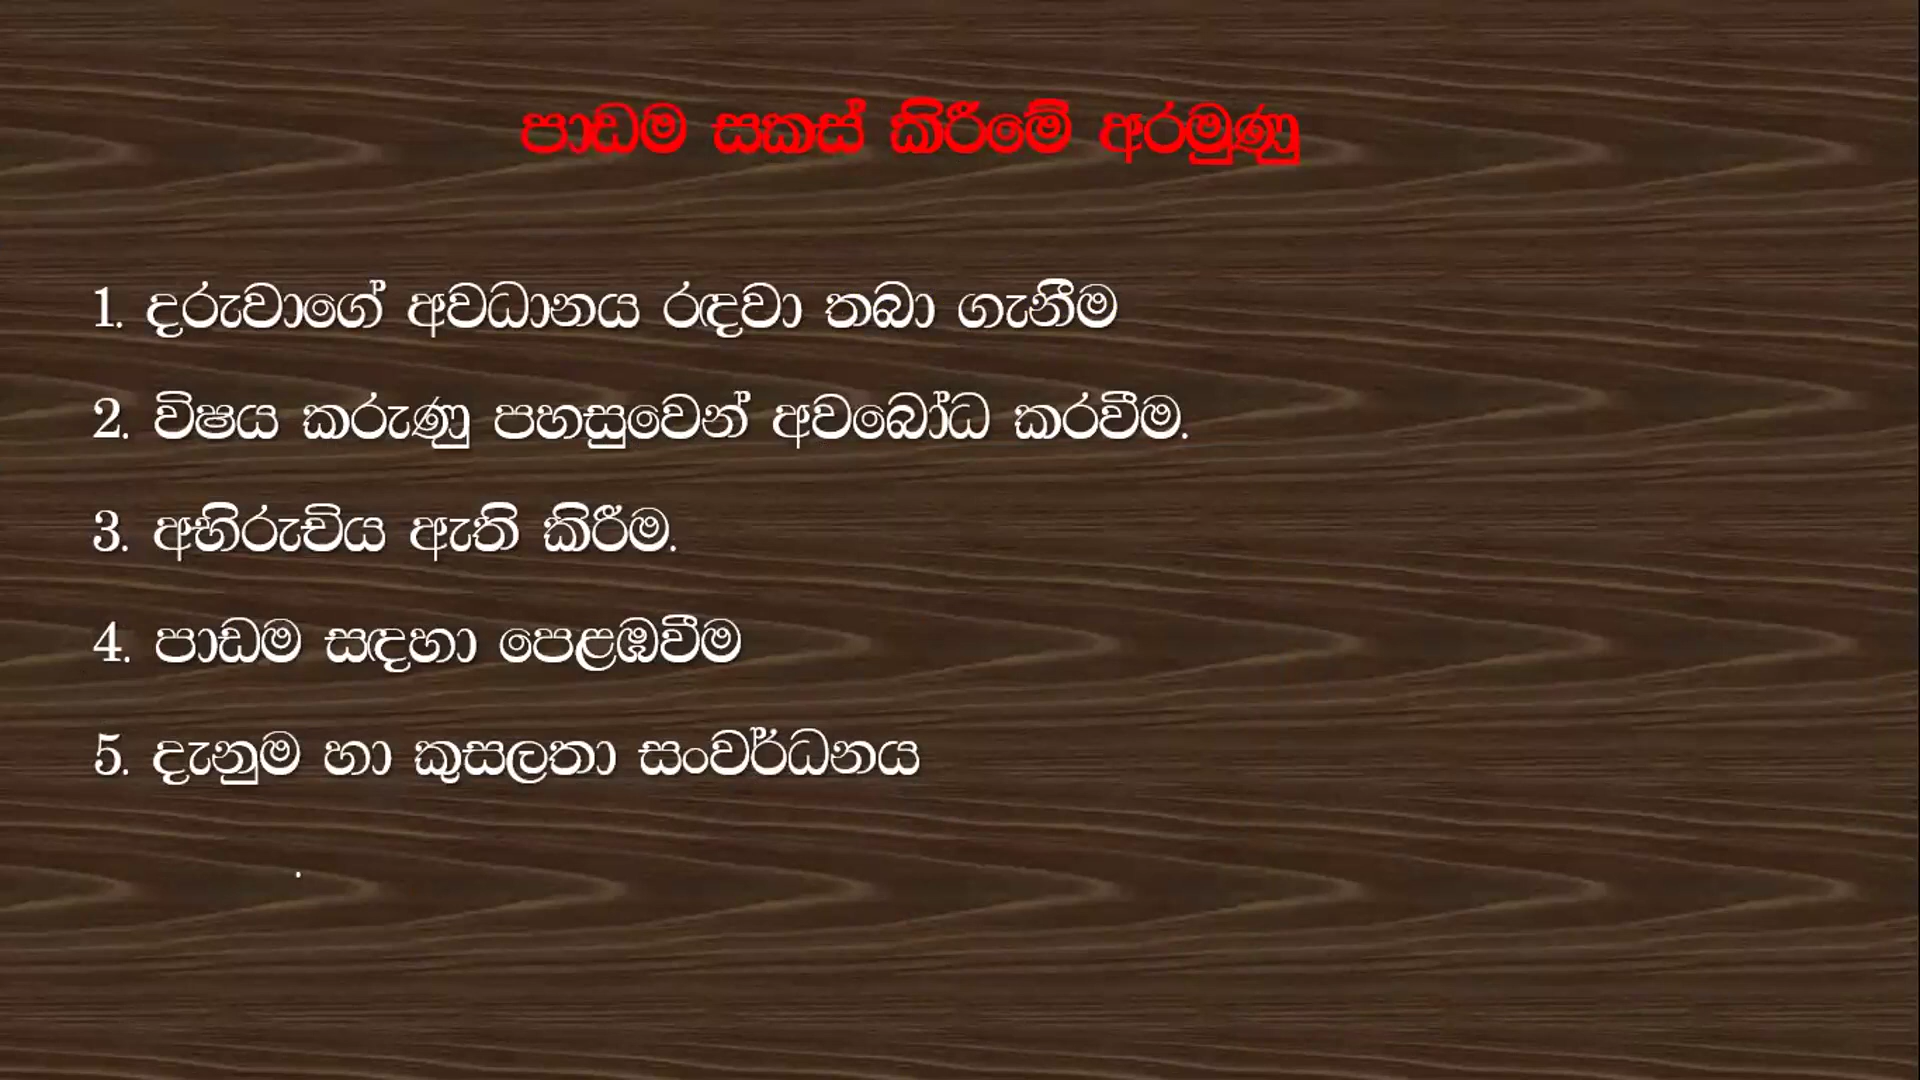 පාඩම සකස් කිරීමේ අරමුණු
1. දරුවාගේ අවධානය රඳවා තබා ගැනීම
2. විෂය කරුණු පහසුවෙන් අවබෝධ කරවීම.
3. අභිරුචිය ඇති කිරීම.
4. පාඩම සඳහා පෙළඹවීම
5. දැනුම හා කුසලතා සංවර්ධනය
.